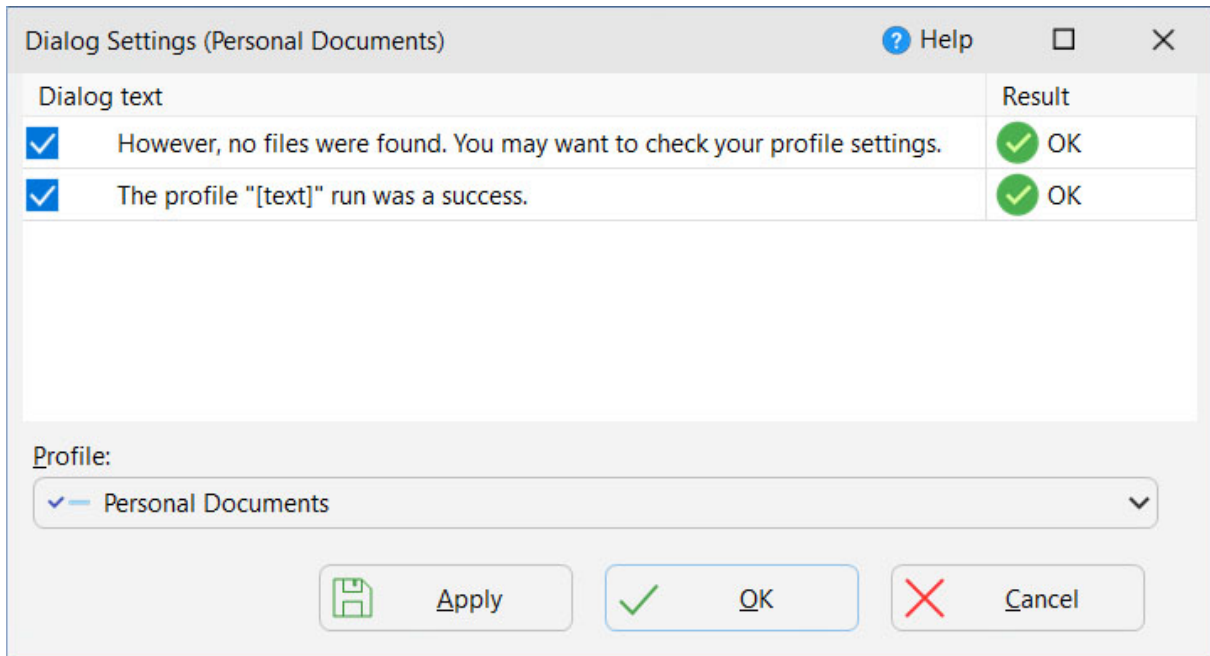 Dialog Settings (Personal Documents) ? Help
Dialog text Result
However, no files were found. You may want to check your profile settings. OK
The profile "[text]" run was a success. OK
Profile:
Personal Documents
Apply OK Cancel